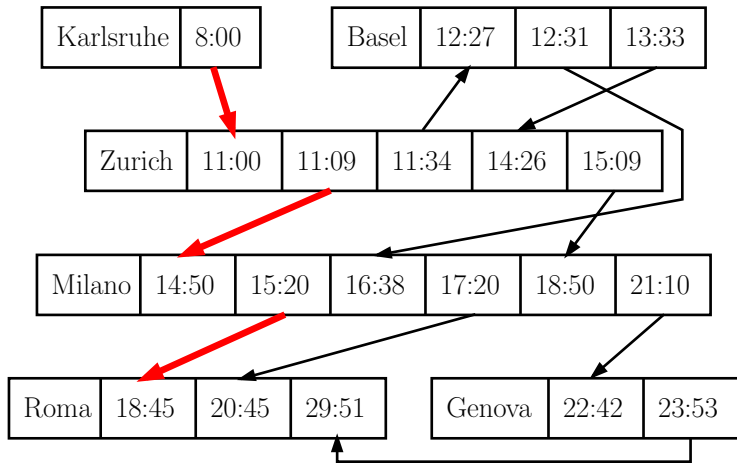 Karlsruhe 8:00 Basel 12:27 12:31 13:33
Zurich 11:00 11:09 11:34 14:26 15:09
Milano 14:50 15:20 16:38 17:20 18:50 21:10
Roma 18:45 20:45 29:51 Genova 22:42 23:53